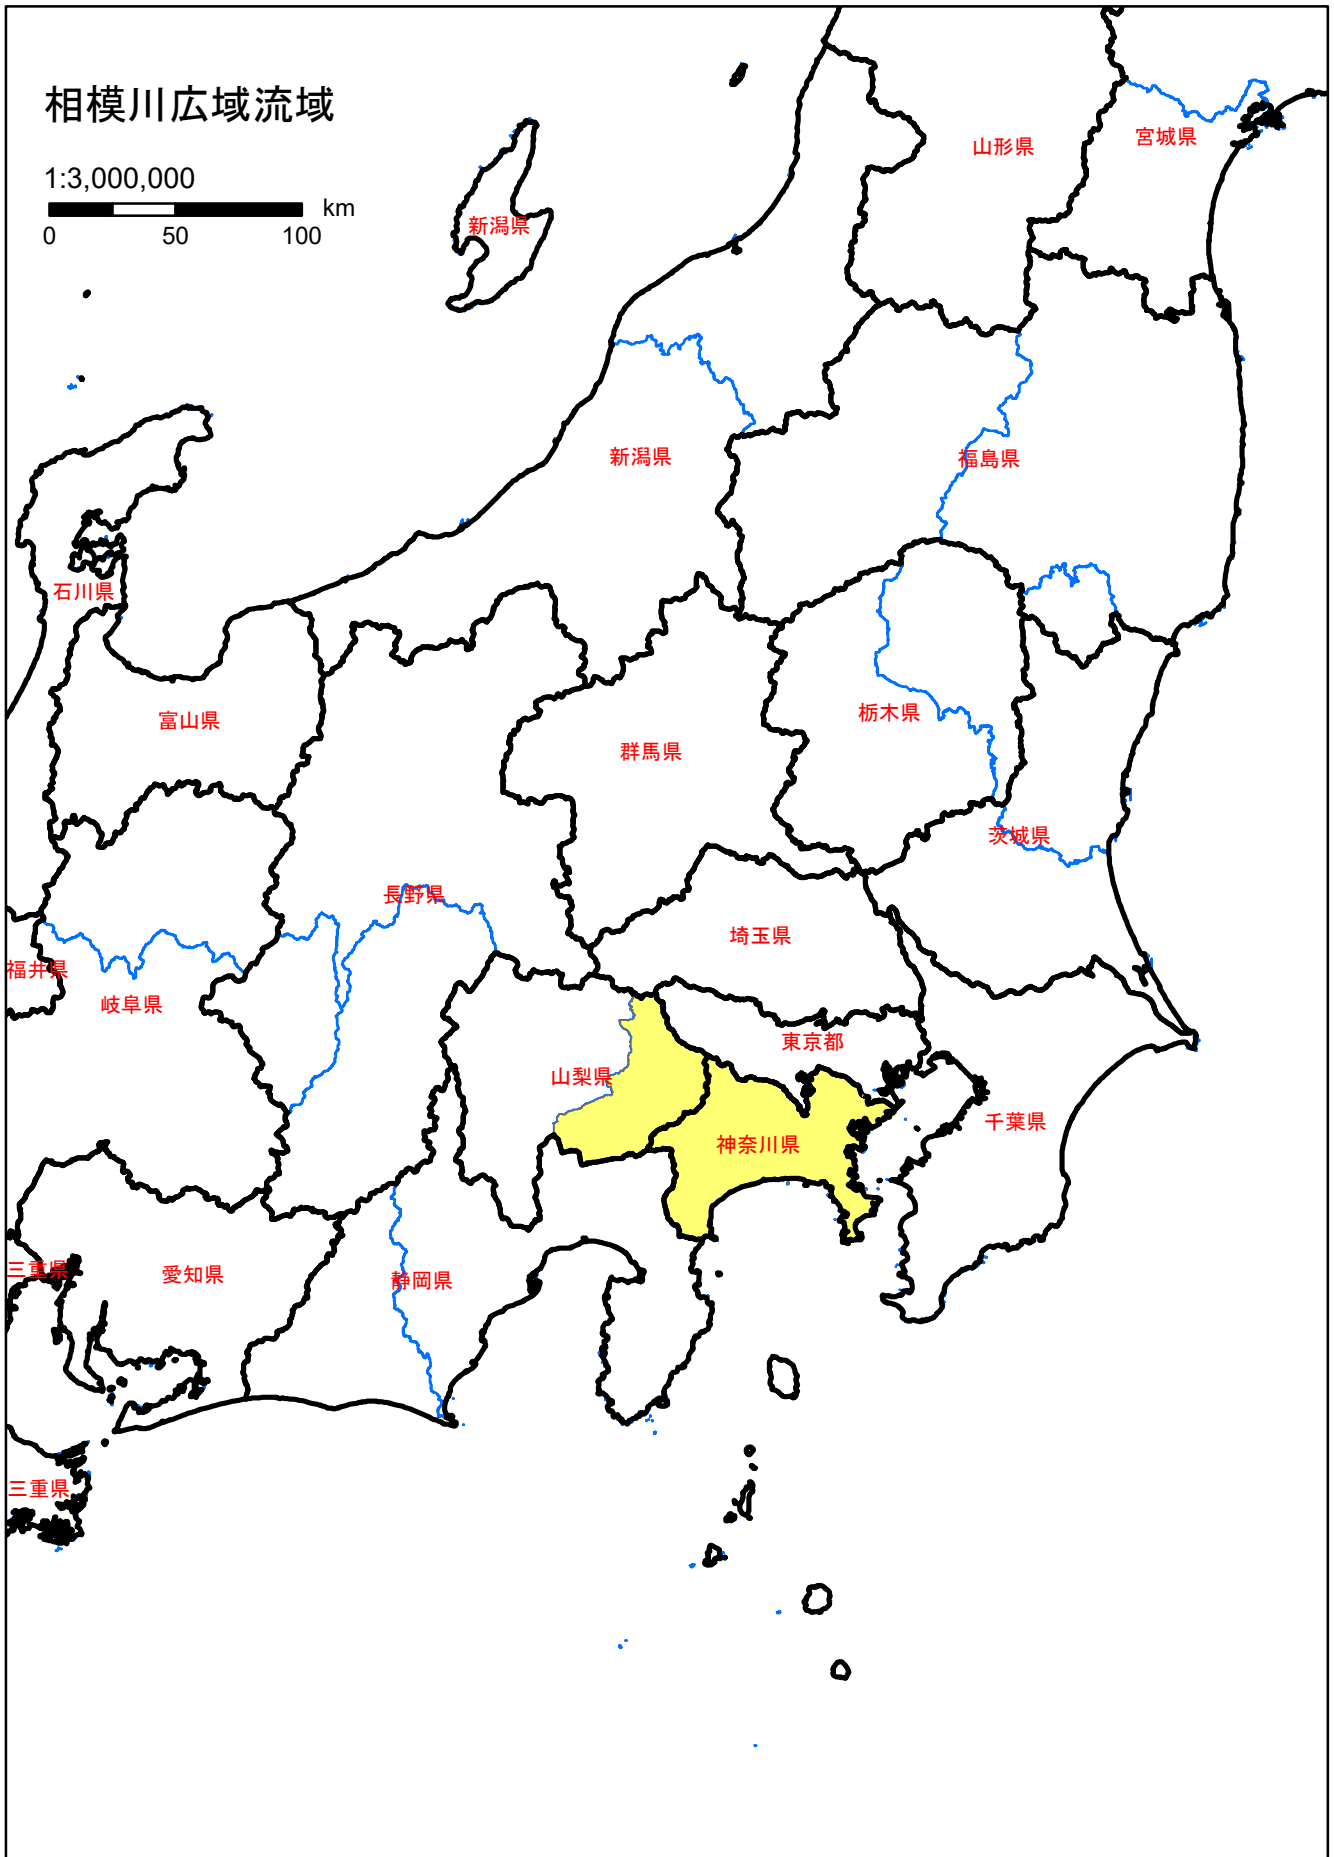 相模川広域流域
1:3,000,000
km
0 50 100
山形県
宮城県
新潟県
新潟県
福島県
石川県
富山県
栃木県
群馬県
茨城県
長野県
埼玉県
福井県
岐阜県
東京都
山梨県
千葉県
神奈川県
三重県
愛知県
静岡県
三重県